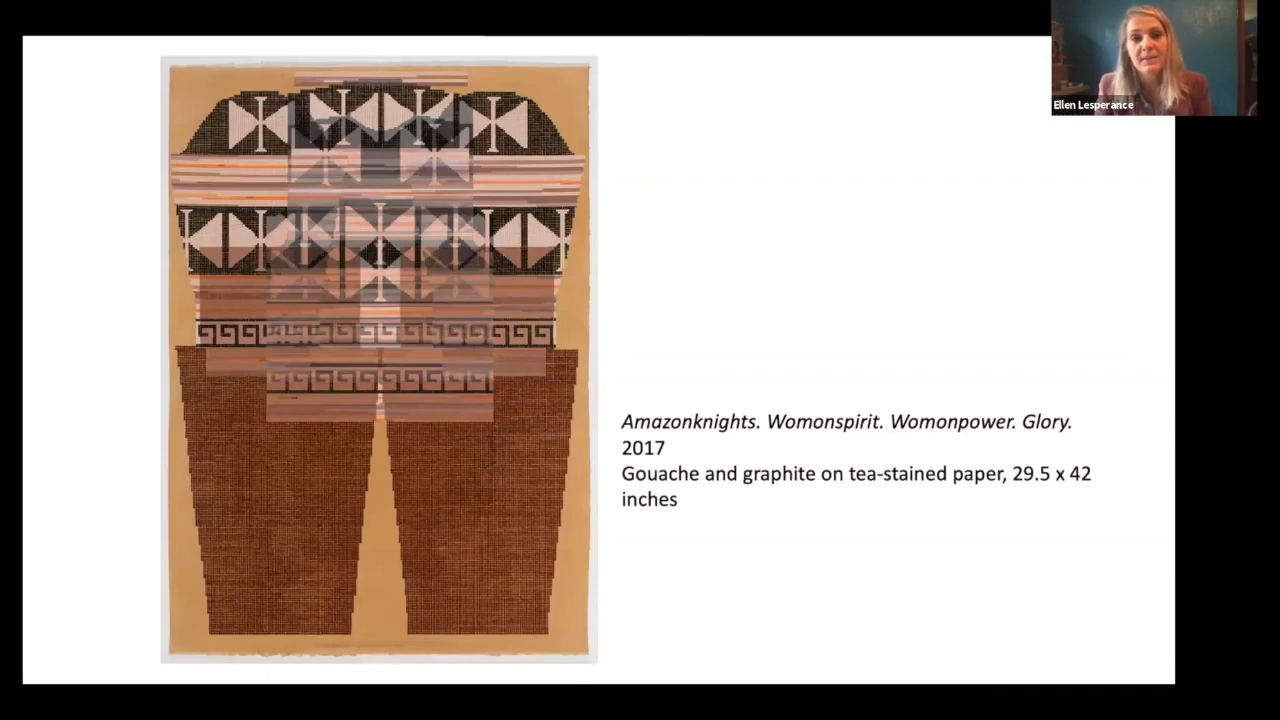 Ellen Lesperance
Amazonknights. Womonspirit. Womonpower. Glory.
2017
Gouache and graphite on tea-stained paper, 29.5 x 42
inches